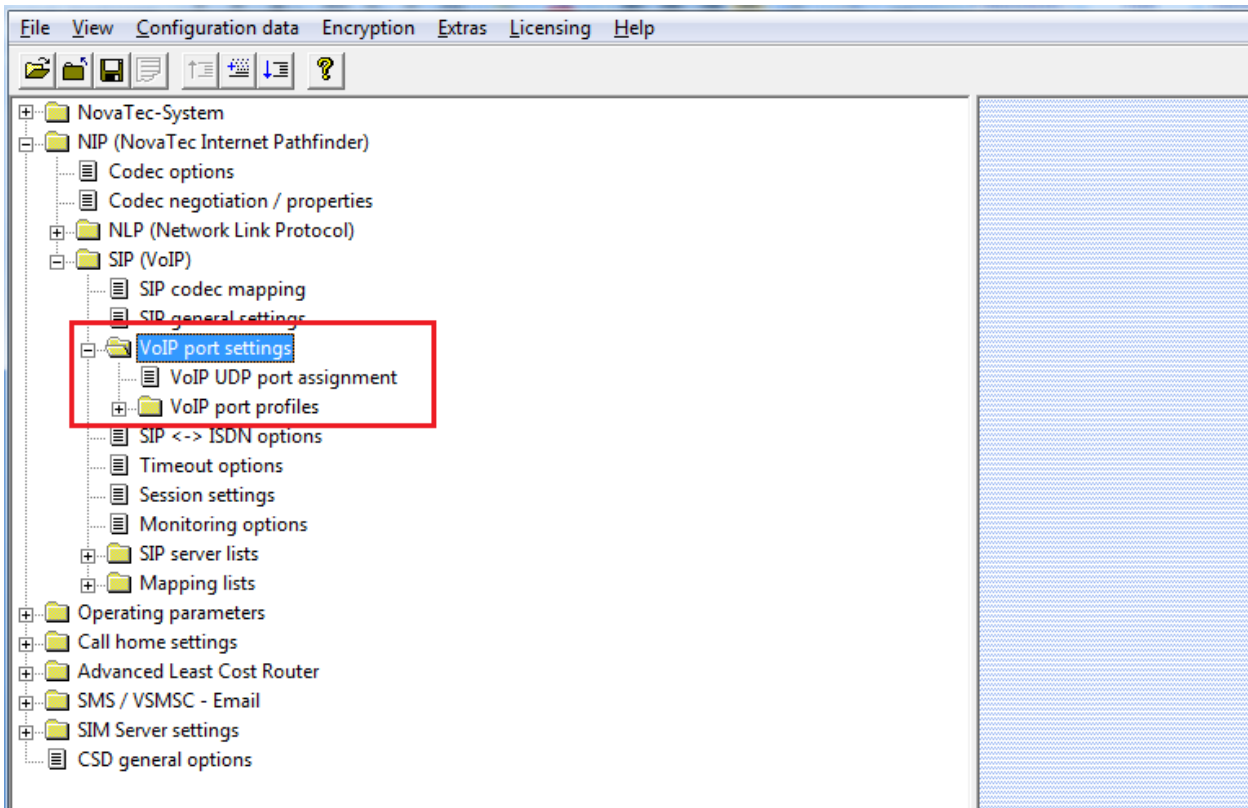 File View Configuration data Encryption Extras Licensing Help
NovaTec-System
NIP (NovaTec Internet Pathfinder)
Codec options
Codec negotiation / properties
NLP (Network Link Protocol)
SIP (VoIP)
SIP codec mapping
SIP general settings
VoIP port settings
VoIP UDP port assignment
VoIP port profiles
SIP <-> ISDN options
Timeout options
Session settings
Monitoring options
SIP server lists
Mapping lists
Operating parameters
Call home settings
Advanced Least Cost Router
SMS / VSMSC - Email
SIM Server settings
CSD general options